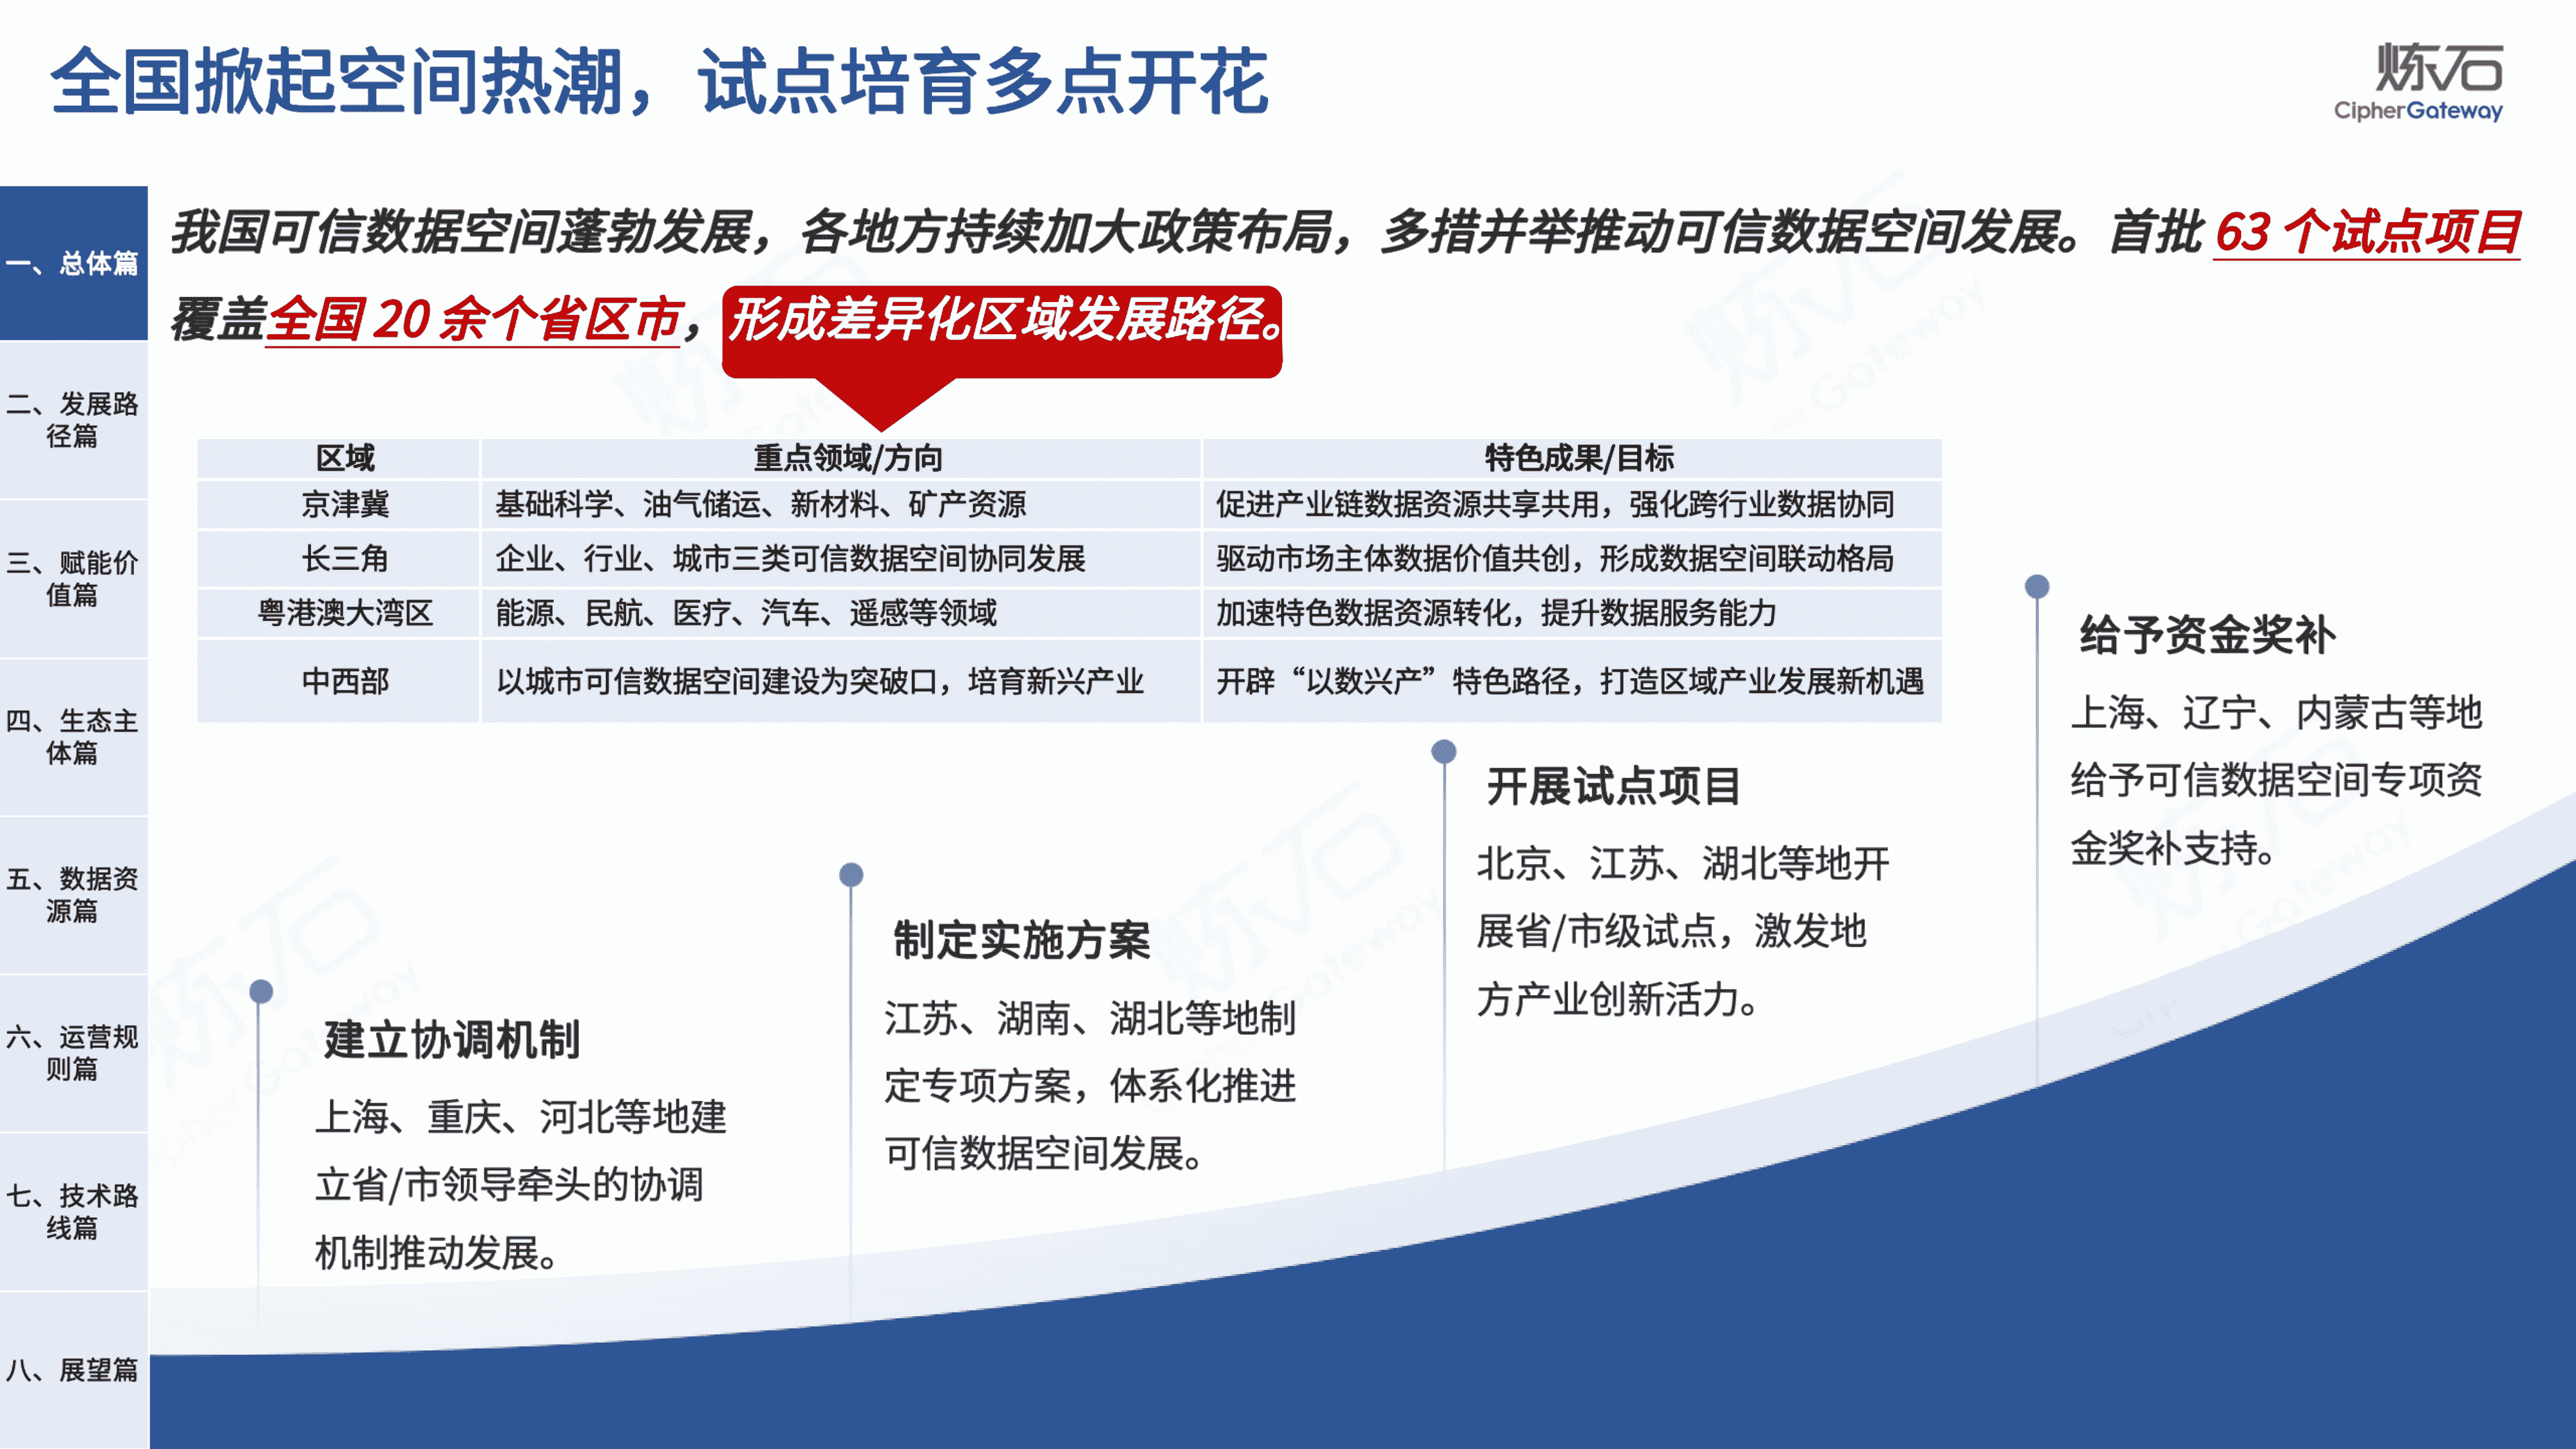 全国掀起空间热潮，试点培育多点开花
炼石
CipherGateway
一、总体篇
二、发展路
径篇
三、赋能价
值篇
四、生态主
体篇
五、数据资
源篇
六、运营规
则篇
七、技术路
线篇
八、展望篇
我国可信数据空间蓬勃发展，各地方持续加大政策布局，多措并举推动可信数据空间发展。首批 63 个试点项目
覆盖全国 20 余个省区市，形成差异化区域发展路径。
区域 重点领域/方向 特色成果/目标
京津冀 基础科学、油气储运、新材料、矿产资源 促进产业链数据资源共享共用，强化跨行业数据协同
长三角 企业、行业、城市三类可信数据空间协同发展 驱动市场主体数据价值共创，形成数据空间联动格局
粤港澳大湾区 能源、民航、医疗、汽车、遥感等领域 加速特色数据资源转化，提升数据服务能力
中西部 以城市可信数据空间建设为突破口，培育新兴产业 开辟“以数兴产”特色路径，打造区域产业发展新机遇
建立协调机制
上海、重庆、河北等地建
立省/市领导牵头的协调
机制推动发展。
制定实施方案
江苏、湖南、湖北等地制
定专项方案，体系化推进
可信数据空间发展。
开展试点项目
北京、江苏、湖北等地开
展省/市级试点，激发地
方产业创新活力。
给予资金奖补
上海、辽宁、内蒙古等地
给予可信数据空间专项资
金奖补支持。